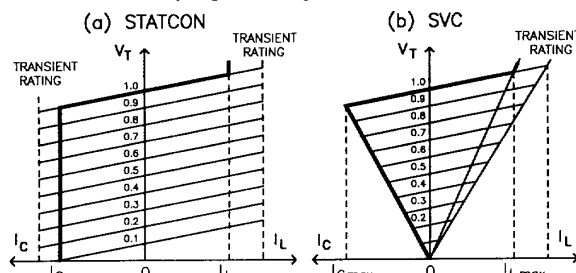 (a) STATCON
(b) SVC
TRANSIENT RATING
V_T
TRANSIENT RATING
1.0
0.9
0.8
0.7
0.6
0.5
0.4
0.3
0.2
0.1
I_C
0
I_L
V_T
TRANSIENT RATING
1.0
0.9
0.8
0.7
0.6
0.5
0.4
0.3
0.2
I_C
0
I_L